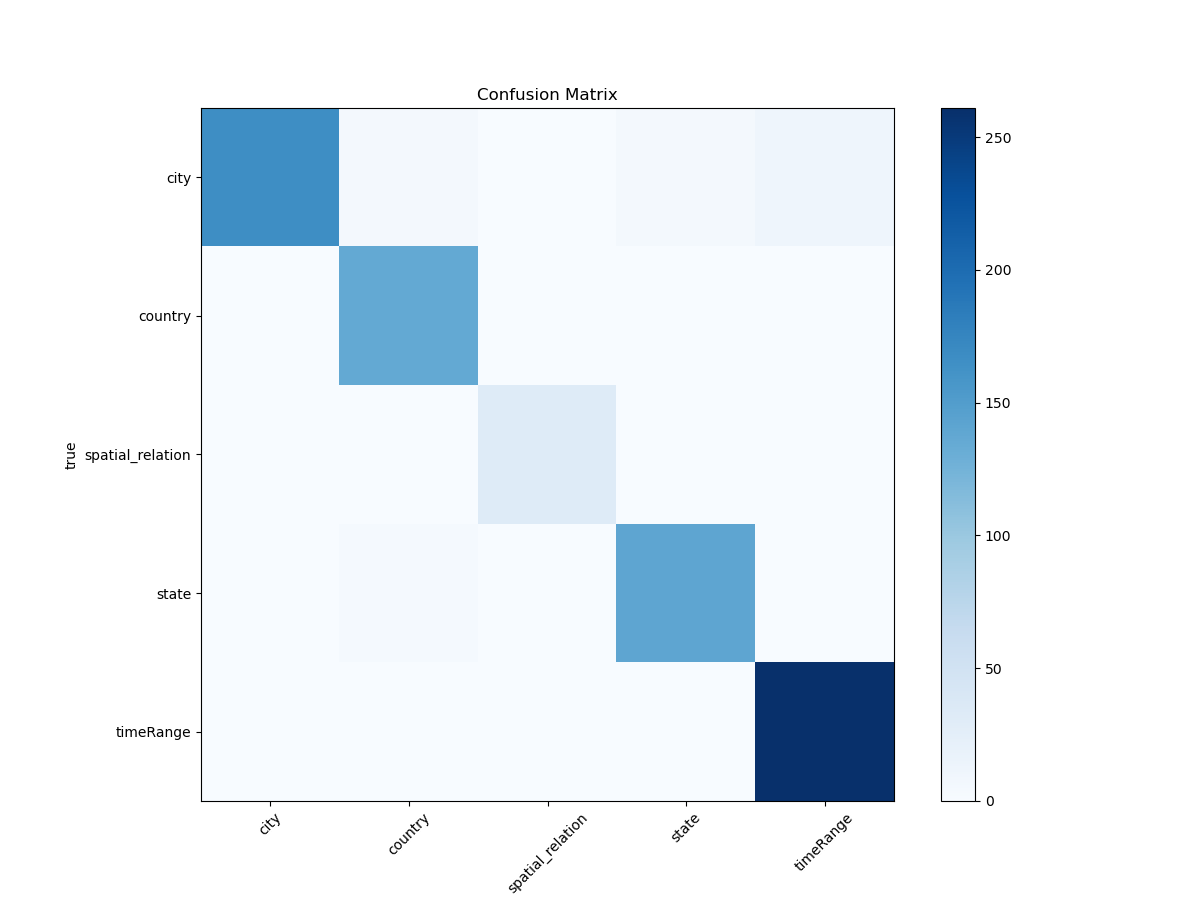 Confusion Matrix
true
city
country
spatial_relation
state
timeRange
city
country
spatial_relation
state
timeRange
250
200
150
100
50
0